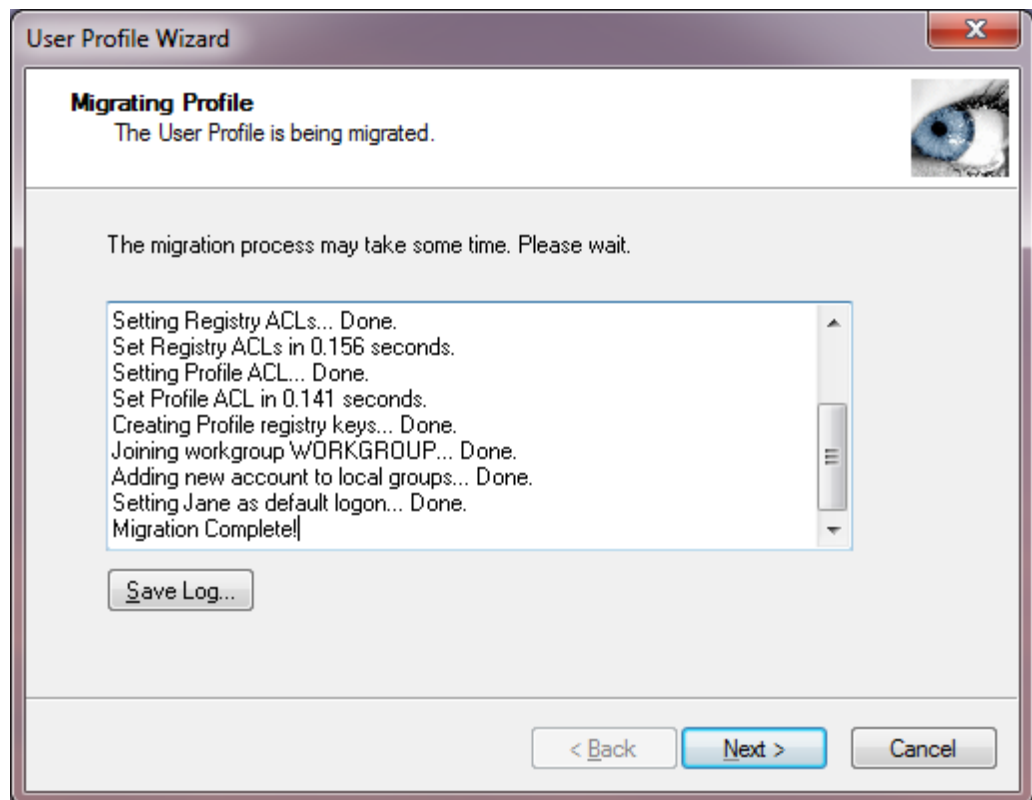 User Profile Wizard
Migrating Profile
The User Profile is being migrated.
The migration process may take some time. Please wait.
Setting Registry ACLs... Done.
Set Registry ACLs in 0.156 seconds.
Setting Profile ACL... Done.
Set Profile ACL in 0.141 seconds.
Creating Profile registry keys... Done.
Joining workgroup WORKGROUP... Done.
Adding new account to local groups... Done.
Setting Jane as default logon... Done.
Migration Complete!
Save Log...
< Back Next > Cancel